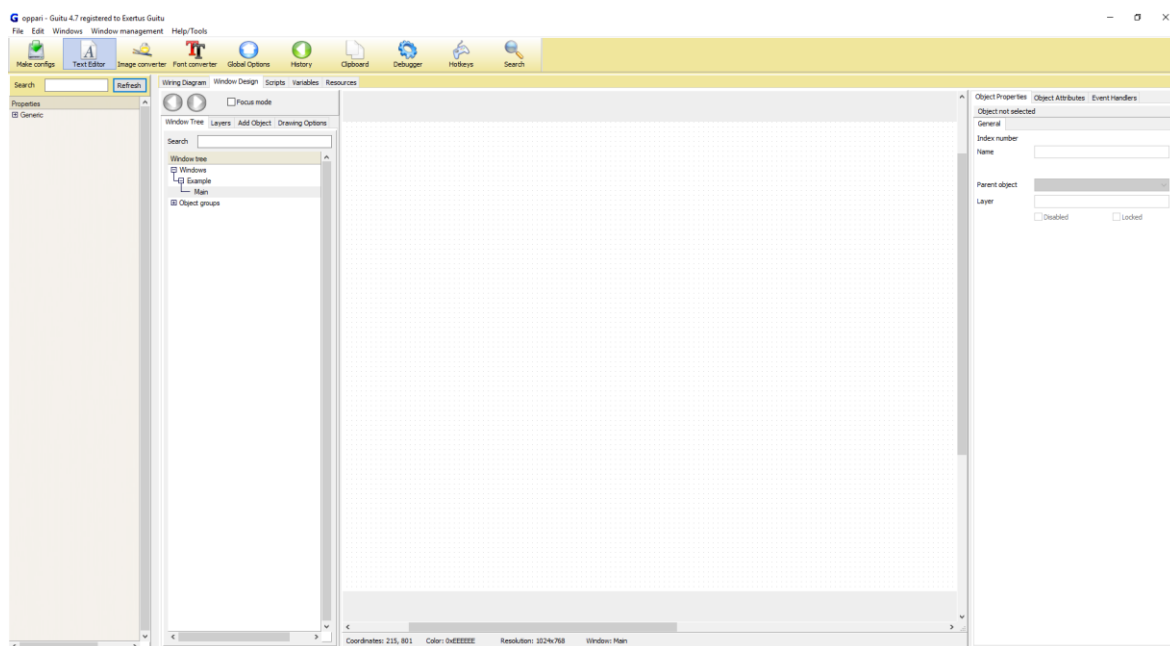 G oppari - Guitu 4.7 registered to Exertus Guitu
File Edit Windows Window management Help/Tools
Make configs Text Editor Image converter Font converter Global Options History Clipboard Debugger Hotkeys Search
Search Refresh
Properties
Generic
Wiring Diagram Window Design Scripts Variables Resources
Focus mode
Window Tree Layers Add Object Drawing Options
Search
Window tree
Windows
Example
Main
Object groups
Coordinates: 215, 801 Color: 0xEEEEEE Resolution: 1024x768 Window: Main
Object Properties Object Attributes Event Handlers
Object not selected
General
Index number
Name
Parent object
Layer
Disabled Locked